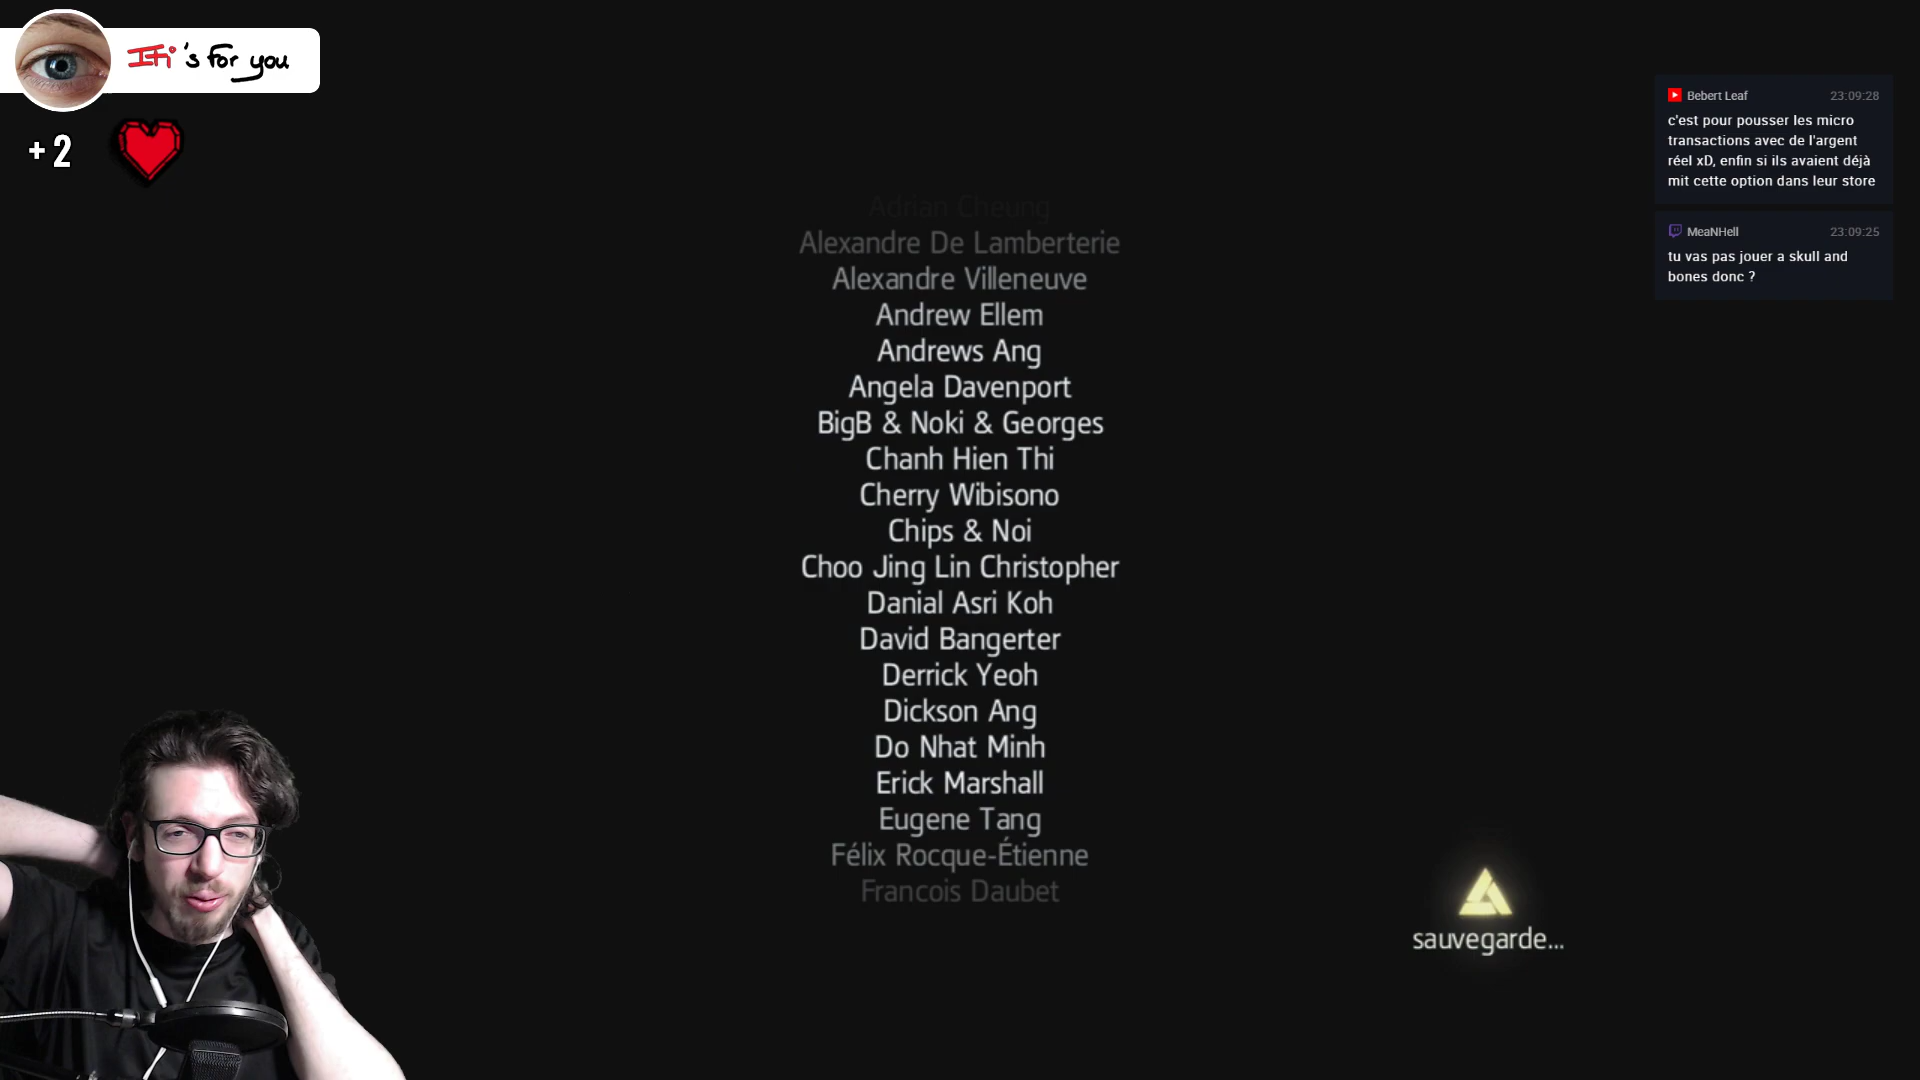 Iti's for you
+2
Bebert Leaf 23:09:28
c'est pour pousser les micro
transactions avec de l'argent
réel xD, enfin si ils avaient déjà
mit cette option dans leur store
MeaNHell 23:09:25
tu vas pas jouer a skull and
bones donc ?
Adrian Cheung
Alexandre De Lamberterie
Alexandre Villeneuve
Andrew Ellem
Andrews Ang
Angela Davenport
BigB & Noki & Georges
Chanh Hien Thi
Cherry Wibisono
Chips & Noi
Choo Jing Lin Christopher
Danial Asri Koh
David Bangerter
Derrick Yeoh
Dickson Ang
Do Nhat Minh
Erick Marshall
Eugene Tang
Félix Rocque-Étienne
Francois Daubet
sauvegarde...